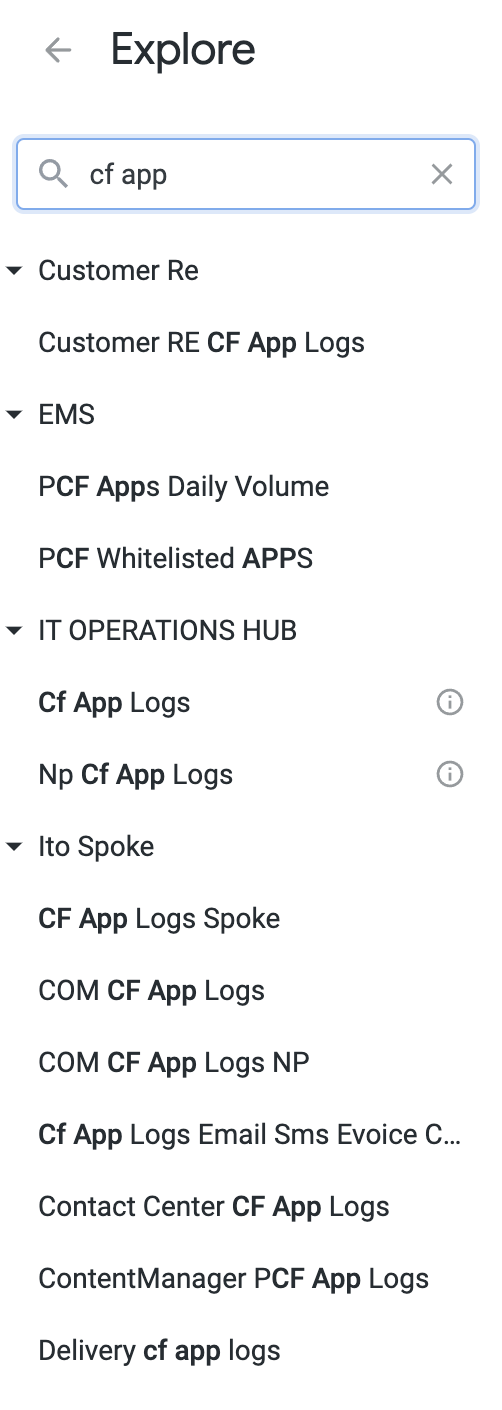 Explore
cf app
Customer Re
Customer RE CF App Logs
EMS
PCF Apps Daily Volume
PCF Whitelisted APPS
IT OPERATIONS HUB
Cf App Logs
Np Cf App Logs
Ito Spoke
CF App Logs Spoke
COM CF App Logs
COM CF App Logs NP
Cf App Logs Email Sms Evoice C...
Contact Center CF App Logs
ContentManager PCF App Logs
Delivery cf app logs